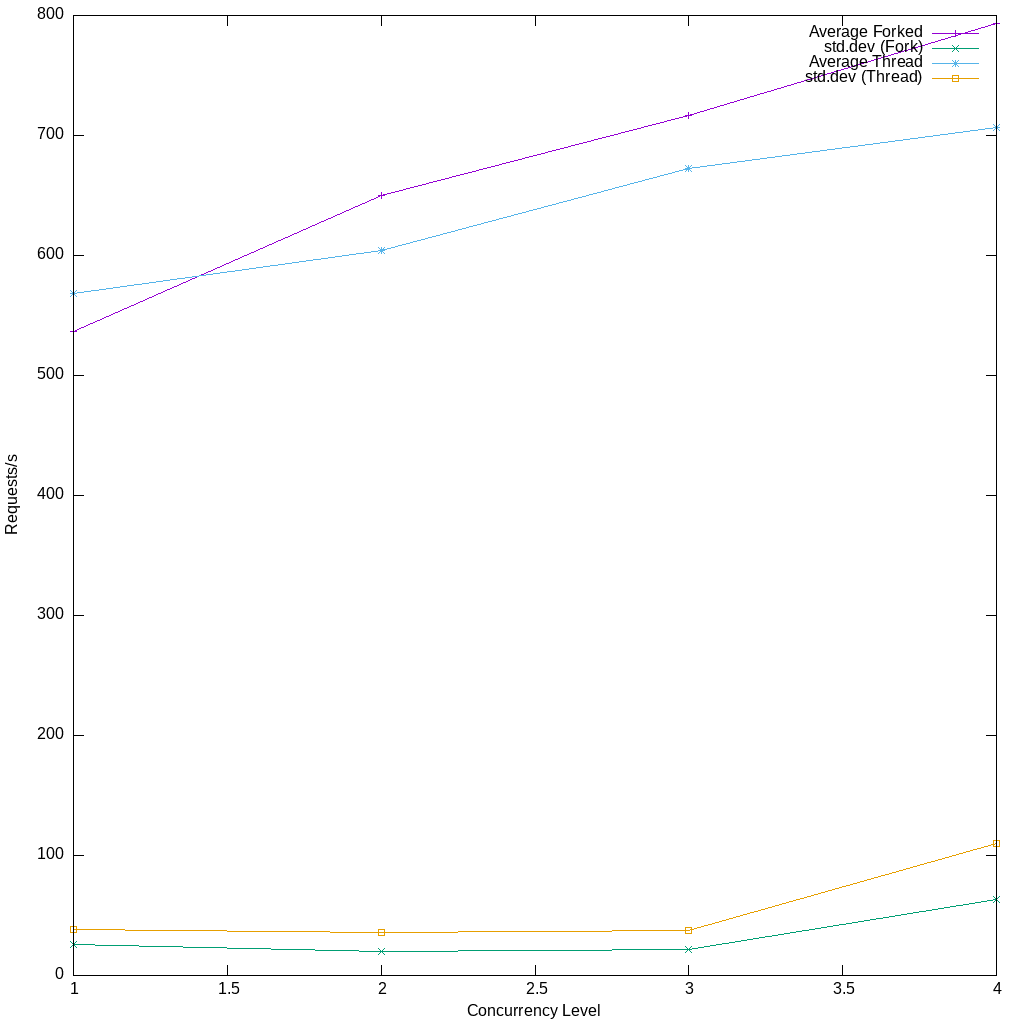 800
700
600
500
400
300
200
100
0
1
1.5
2
2.5
3
3.5
4
Requests/s
Concurrency Level
Average Forked
std.dev (Fork)
Average Thread
std.dev (Thread)